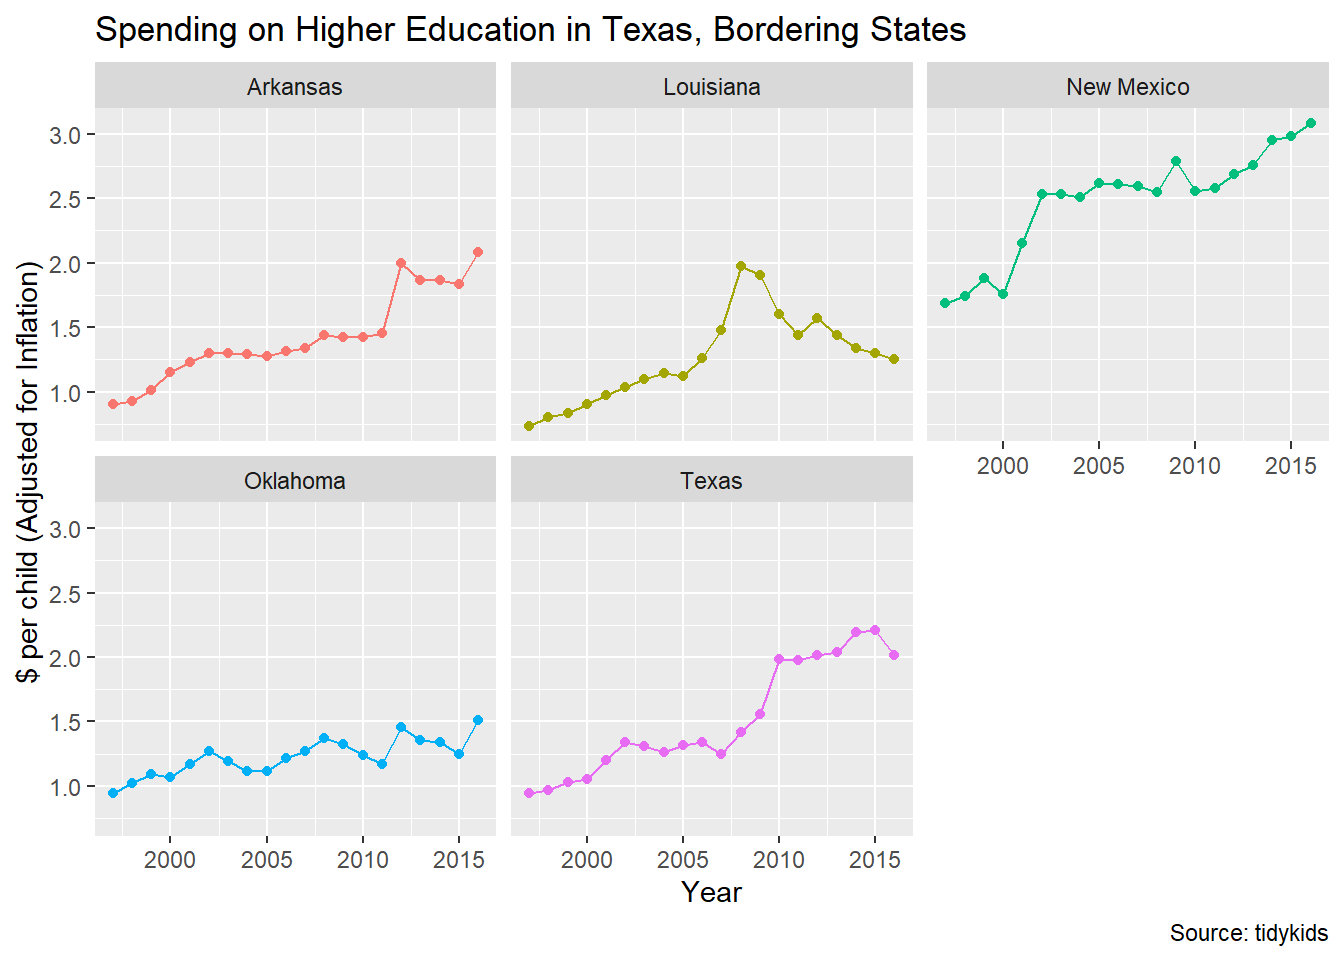 Spending on Higher Education in Texas, Bordering States
Arkansas
Louisiana
New Mexico
$ per child (Adjusted for Inflation)
3.0
2.5
2.0
1.5
1.0
2000 2005 2010 2015
Oklahoma
Texas
3.0
2.5
2.0
1.5
1.0
2000 2005 2010 2015
2000 2005 2010 2015
Year
Source: tidykids